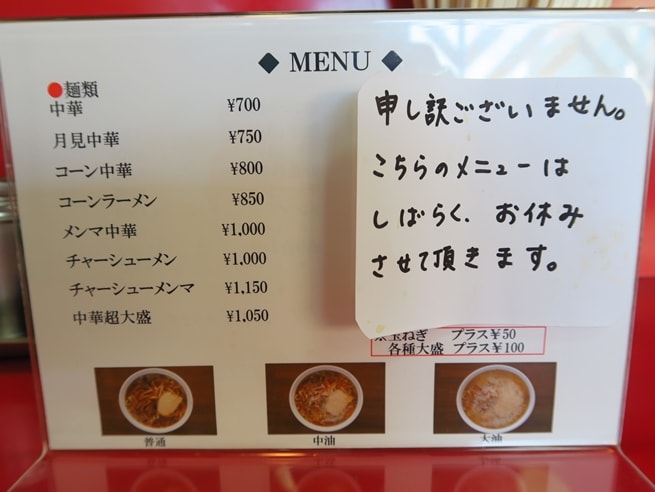 ◆ MENU ◆
●麺類
中華 ¥700
月見中華 ¥750
コーン中華 ¥800
コーンラーメン ¥850
メンマ中華 ¥1,000
チャーシューメン ¥1,000
チャーシューメンマ ¥1,150
中華超大盛 ¥1,050
申し訳ございません。
こちらのメニューは
しばらく、お休み
させて頂きます。
玉ねぎ プラス¥50
各種大盛 プラス¥100
普通
中油
大油